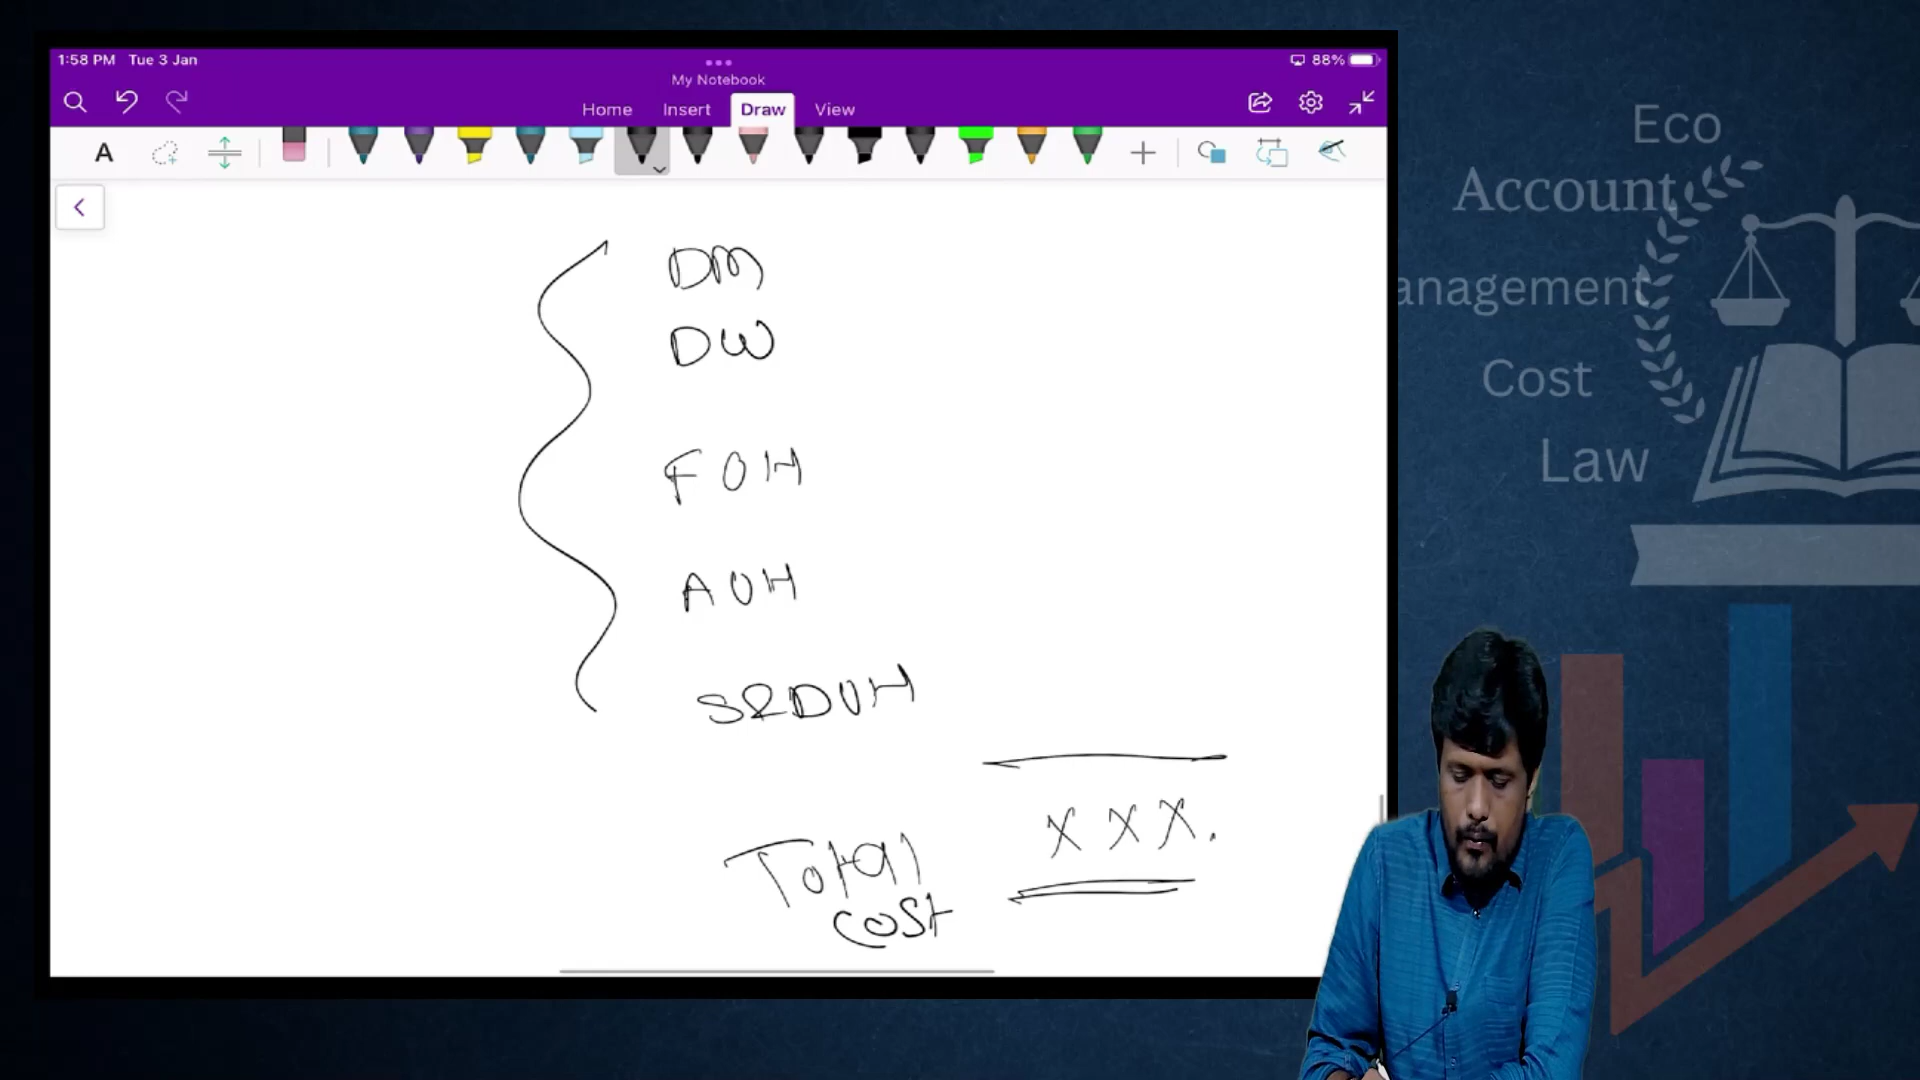 1:58 PM Tue 3 Jan
88%
My Notebook
Home Insert Draw View
A
DM
DW
FOH
AOH
S&DOH
XXX.
Total
cost
Eco
Account
anagement
Cost
Law